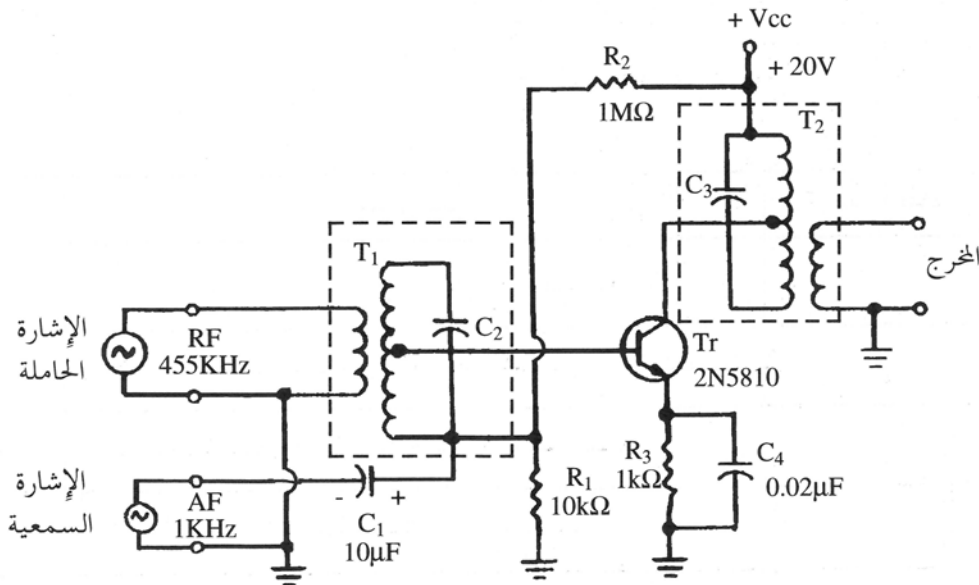 + Vcc
+ 20V
R₂
1MΩ
T₂
C₃
المخرج
T₁
C₂
الإشارة
الحاملة
RF
455KHz
Tr
2N5810
الإشارة
السمعية
AF
1KHz
-
+
C₁
10µF
R₁
10kΩ
R₃
1kΩ
C₄
0.02µF